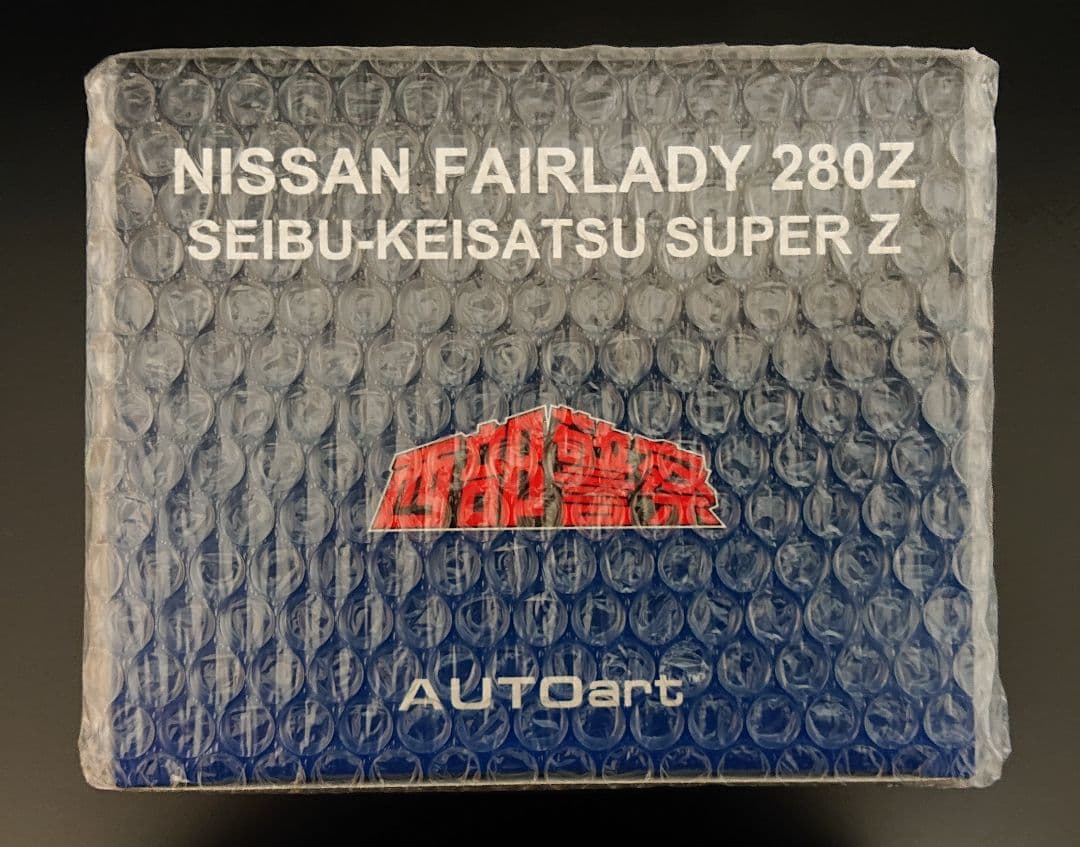 NISSAN FAIRLADY 280Z
SEIBU-KEISATSU SUPER Z
西部警察
AUTOart